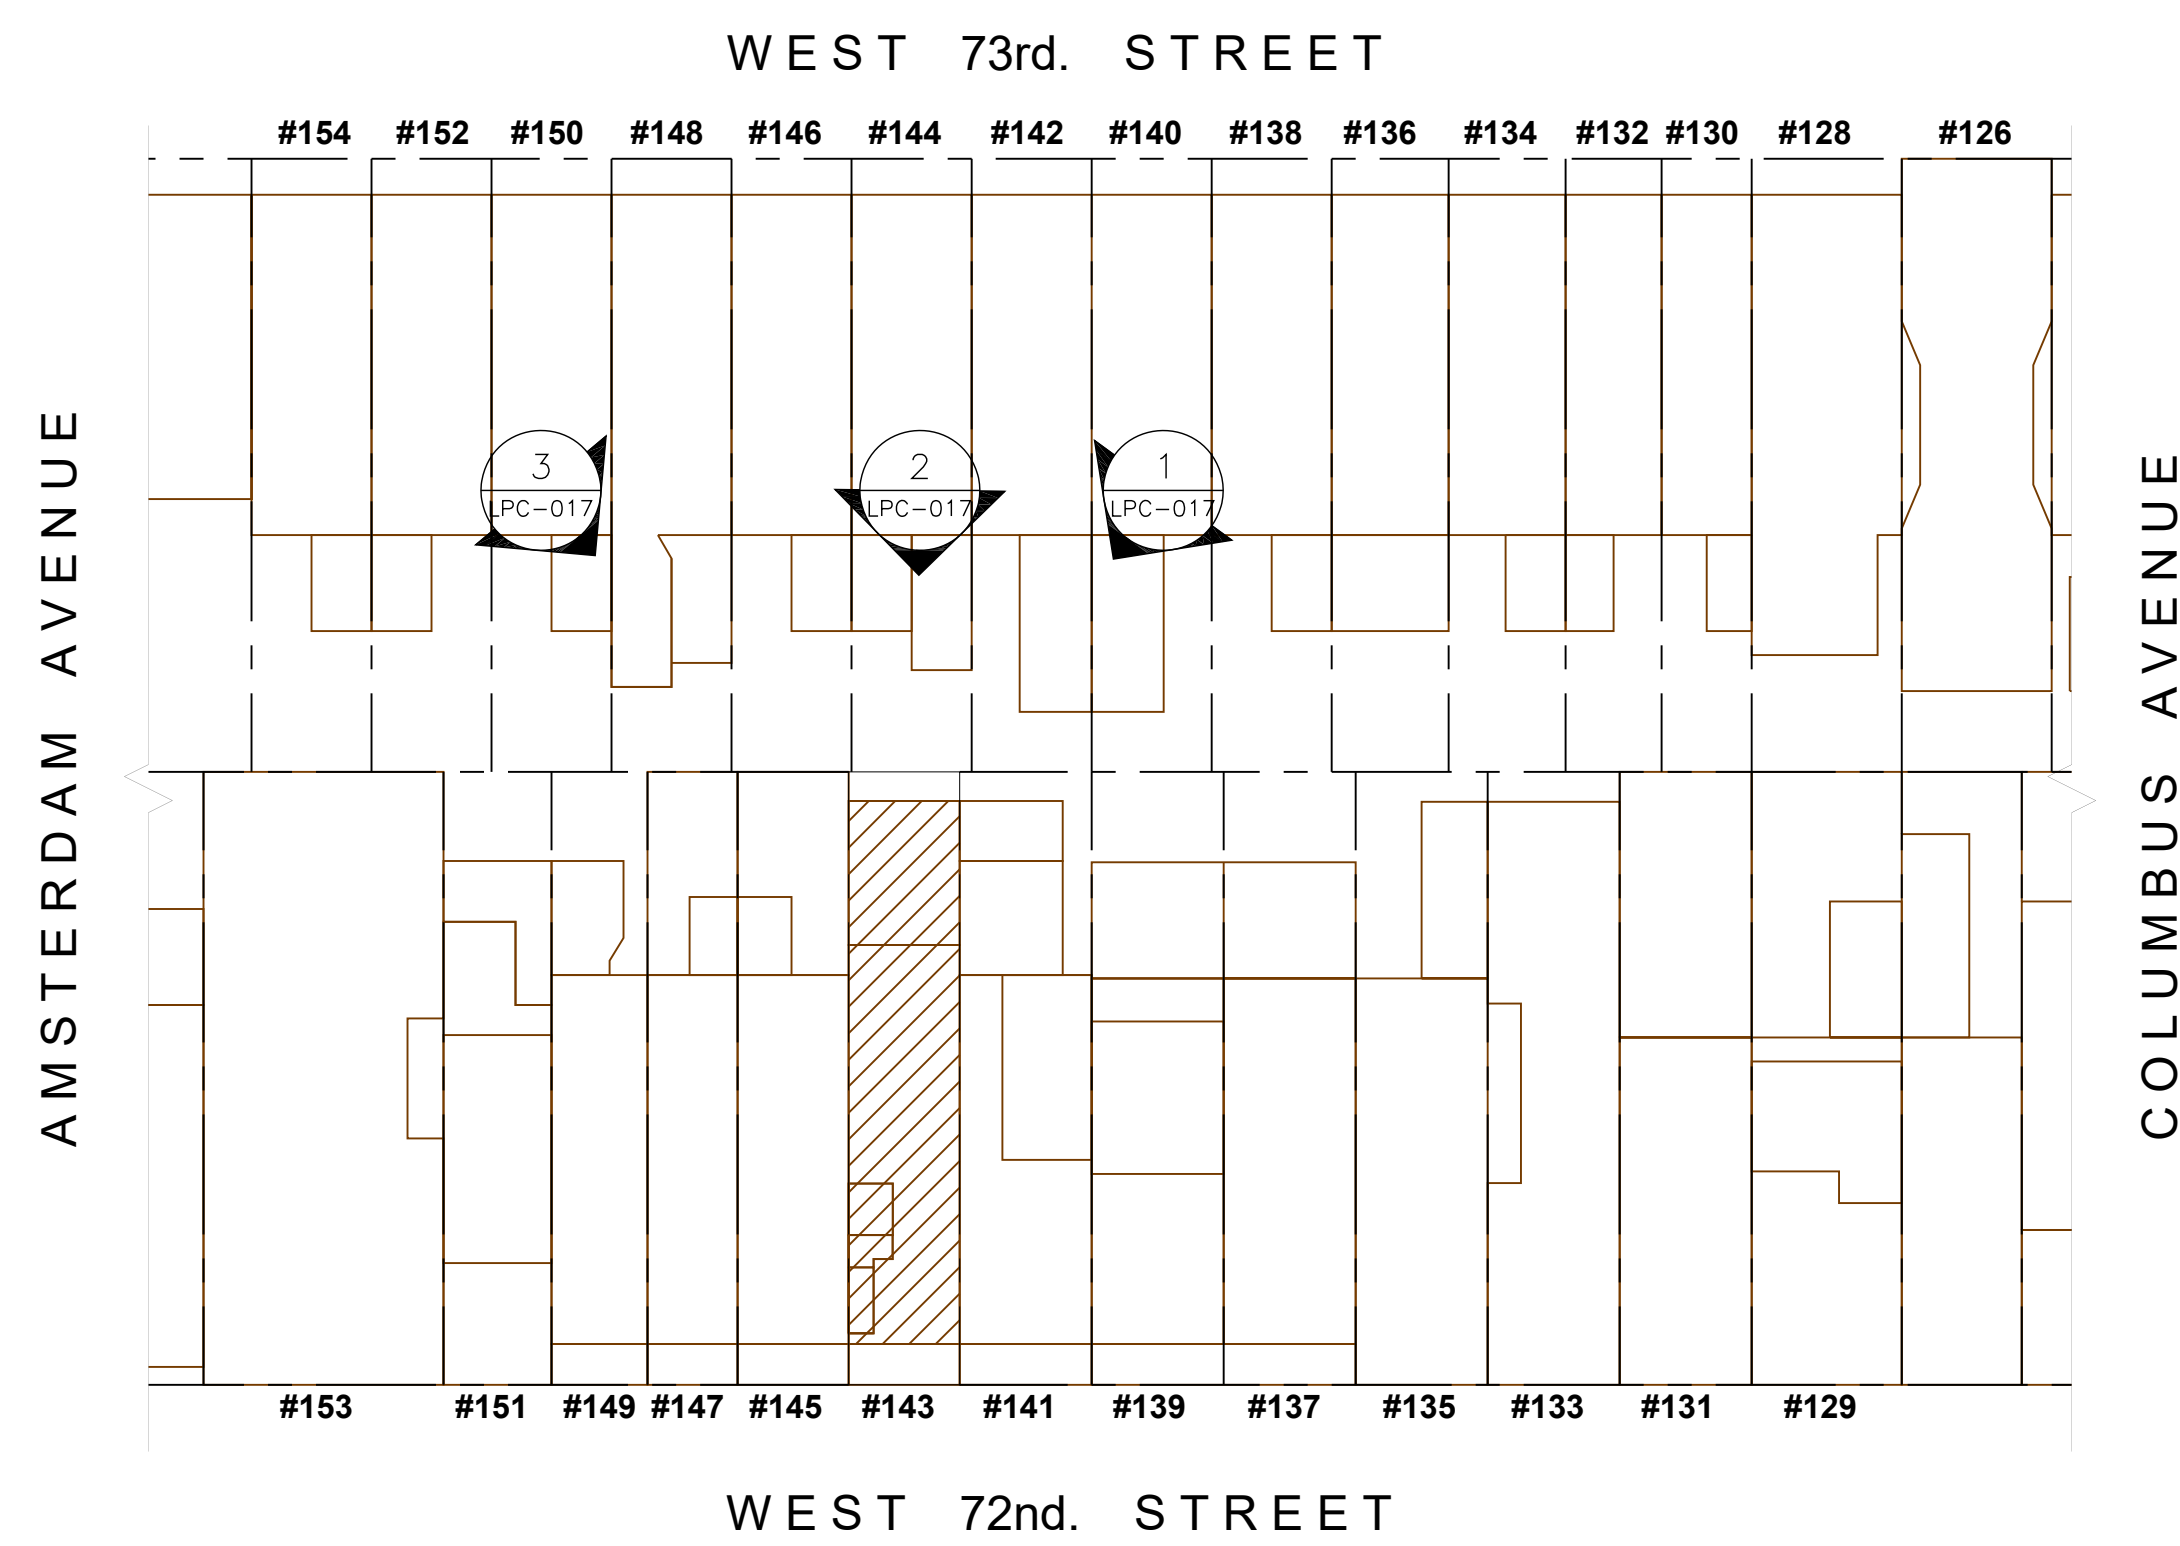 WEST 73rd. STREET
#154 #152 #150 #148 #146 #144 #142 #140 #138 #136 #134 #132 #130 #128 #126
AMSTERDAM AVENUE
3
LPC-017
2
LPC-017
1
LPC-017
COLUMBUS AVENUE
#153 #151 #149 #147 #145 #143 #141 #139 #137 #135 #133 #131 #129
WEST 72nd. STREET